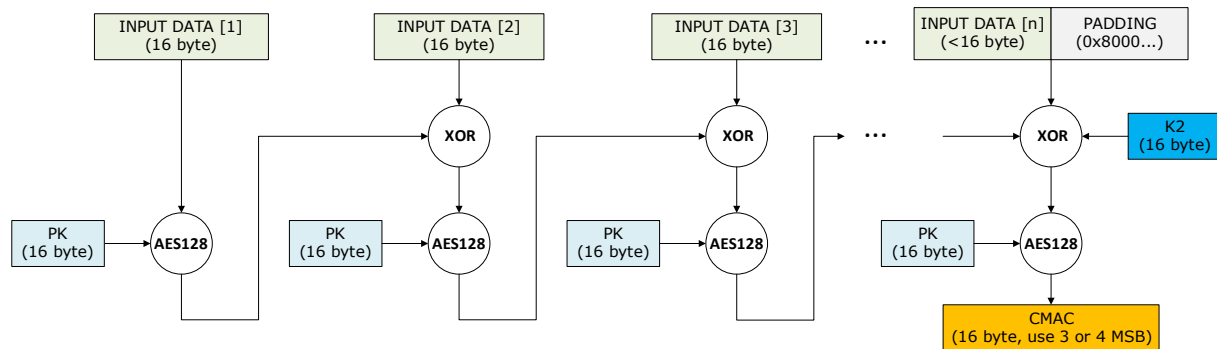 INPUT DATA [1]
(16 byte)
INPUT DATA [2]
(16 byte)
INPUT DATA [3]
(16 byte)
...
INPUT DATA [n]
(<16 byte)
PADDING
(0x8000...)
XOR
XOR
...
XOR
K2
(16 byte)
PK
(16 byte)
AES128
PK
(16 byte)
AES128
PK
(16 byte)
AES128
PK
(16 byte)
AES128
CMAC
(16 byte, use 3 or 4 MSB)